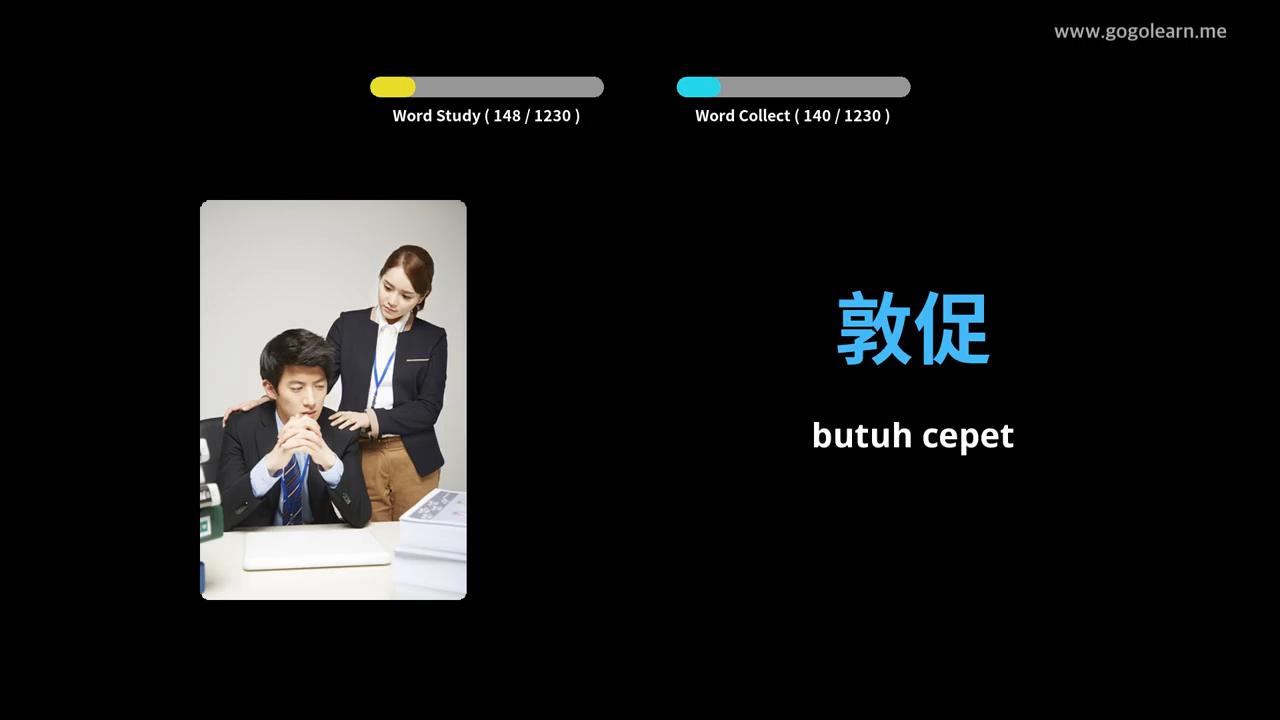 www.gogolearn.me
Word Study ( 148 / 1230 )
Word Collect ( 140 / 1230 )
敦促
butuh cepet